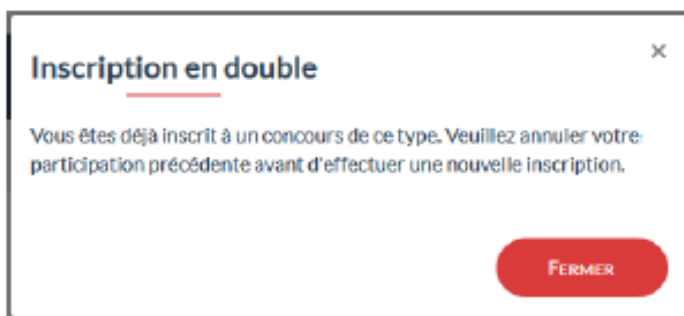 Inscription en double
Vous êtes déjà inscrit à un concours de ce type. Veuillez annuler votre
participation précédente avant d'effectuer une nouvelle inscription.
FERMER